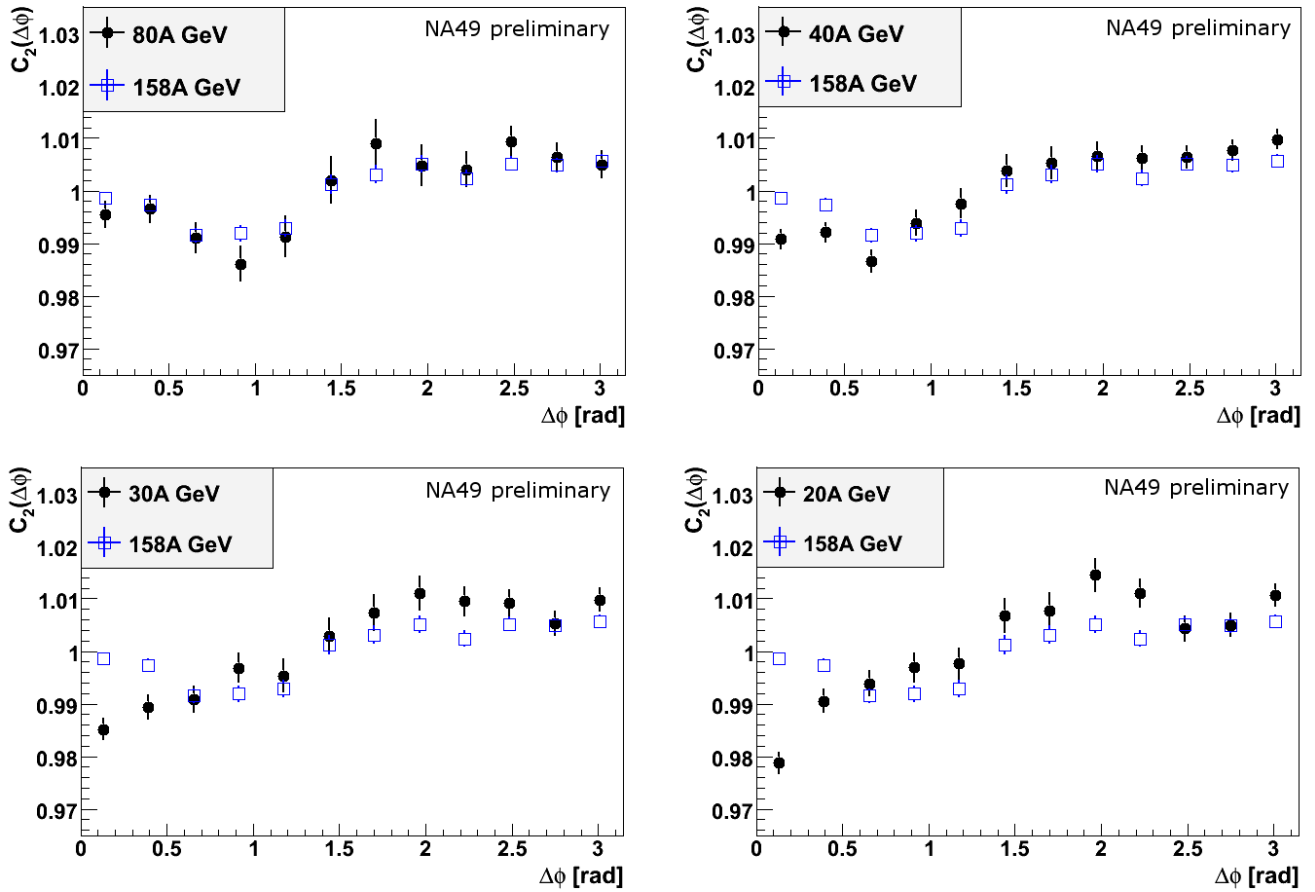 C₂(Δϕ)
1.03
1.02
1.01
1
0.99
0.98
0.97
80A GeV
158A GeV
NA49 preliminary
0 0.5 1 1.5 2 2.5 3
Δϕ [rad]
C₂(Δϕ)
1.03
1.02
1.01
1
0.99
0.98
0.97
40A GeV
158A GeV
NA49 preliminary
0 0.5 1 1.5 2 2.5 3
Δϕ [rad]
C₂(Δϕ)
1.03
1.02
1.01
1
0.99
0.98
0.97
30A GeV
158A GeV
NA49 preliminary
0 0.5 1 1.5 2 2.5 3
Δϕ [rad]
C₂(Δϕ)
1.03
1.02
1.01
1
0.99
0.98
0.97
20A GeV
158A GeV
NA49 preliminary
0 0.5 1 1.5 2 2.5 3
Δϕ [rad]